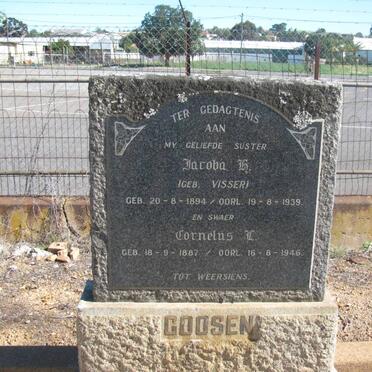 TER GEDAGTENIS
AAN
MY GELIEFDE SUSTER
Jacoba H.
(GEB. VISSER)
GEB. 20-8-1894 / OORL. 19-8-1939.
EN SWAER
Cornelus L.
GEB. 18-9-1887 / OORL. 16-8-1946.
TOT WEERSIENS.
GOOSEN